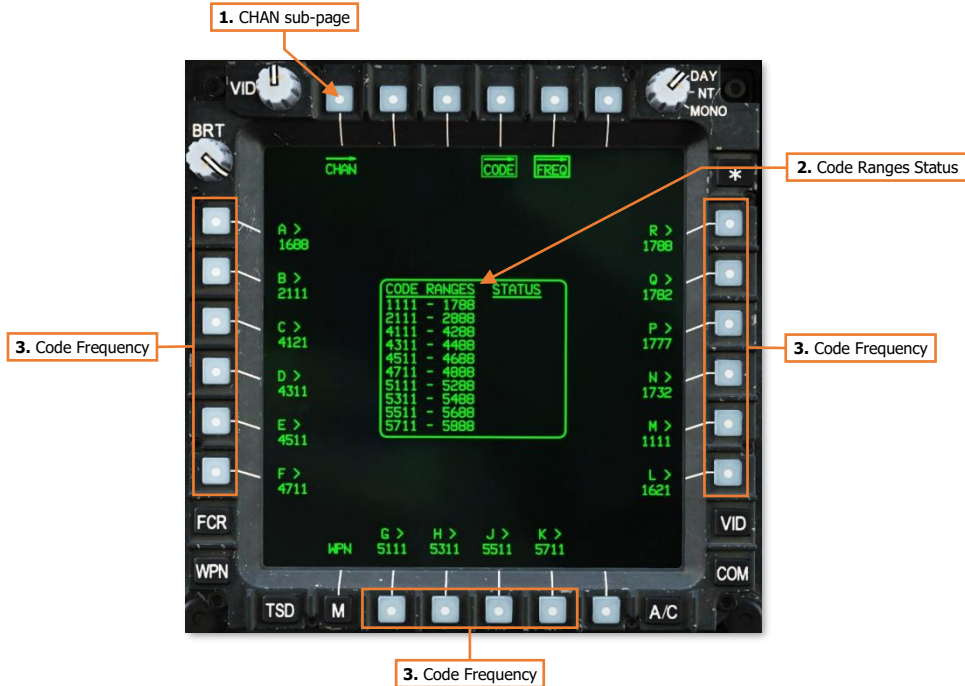 1. CHAN sub-page
VID
DAY
NT
MONO
BRT
CHAN
CODE
FREQ
*
2. Code Ranges Status
A >
1688
B >
2111
C >
4121
D >
4311
E >
4511
F >
4711
CODE RANGES STATUS
1111 - 1788
2111 - 2888
4111 - 4288
4311 - 4488
4511 - 4688
4711 - 4888
5111 - 5288
5311 - 5488
5511 - 5688
5711 - 5888
R >
1788
Q >
1782
P >
1777
N >
1732
M >
1111
L >
1621
3. Code Frequency
3. Code Frequency
FCR
VID
G > H > J > K >
WPN 5111 5311 5511 5711
WPN
COM
TSD M A/C
3. Code Frequency